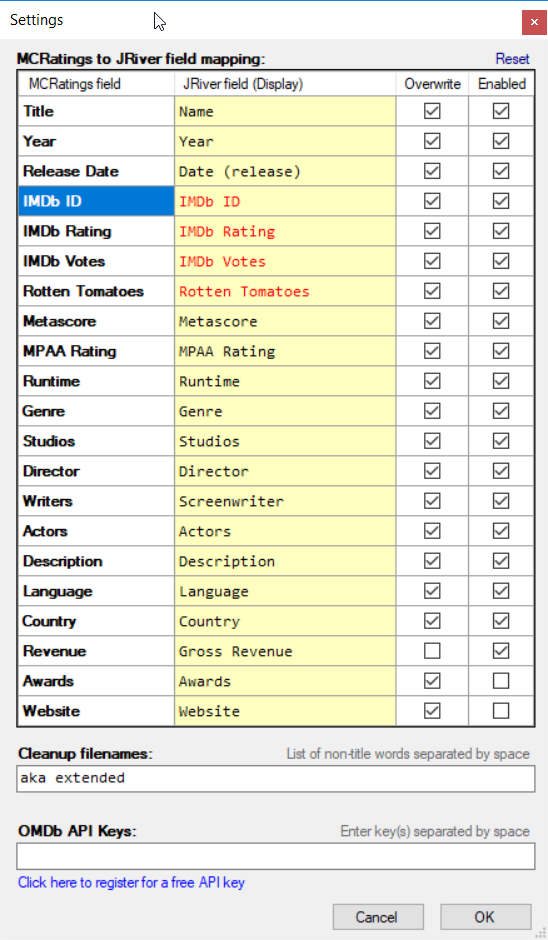 Settings
MCRatings to JRiver field mapping: Reset
MCRatings field JRiver field (Display) Overwrite Enabled
Title Name
Year Year
Release Date Date (release)
IMDb ID IMDb ID
IMDb Rating IMDb Rating
IMDb Votes IMDb Votes
Rotten Tomatoes Rotten Tomatoes
Metascore Metascore
MPAA Rating MPAA Rating
Runtime Runtime
Genre Genre
Studios Studios
Director Director
Writers Screenwriter
Actors Actors
Description Description
Language Language
Country Country
Revenue Gross Revenue
Awards Awards
Website Website
Cleanup filenames: List of non-title words separated by space
aka extended
OMDb API Keys: Enter key(s) separated by space
Click here to register for a free API key
Cancel OK